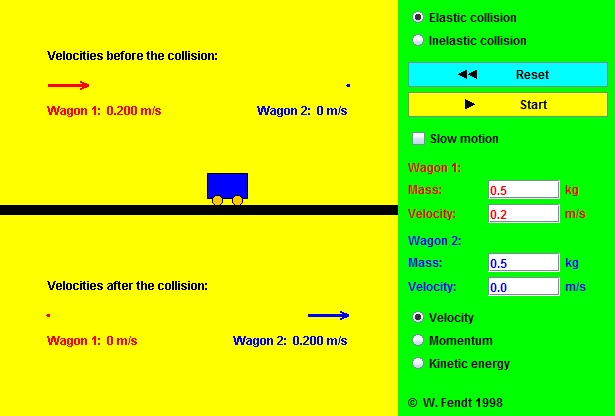 Velocities before the collision:
Wagon 1: 0.200 m/s
Wagon 2: 0 m/s
Velocities after the collision:
Wagon 1: 0 m/s
Wagon 2: 0.200 m/s
Elastic collision
Inelastic collision
Reset
Start
Slow motion
Wagon 1:
Mass: 0.5 kg
Velocity: 0.2 m/s
Wagon 2:
Mass: 0.5 kg
Velocity: 0.0 m/s
Velocity
Momentum
Kinetic energy
© W. Fendt 1998